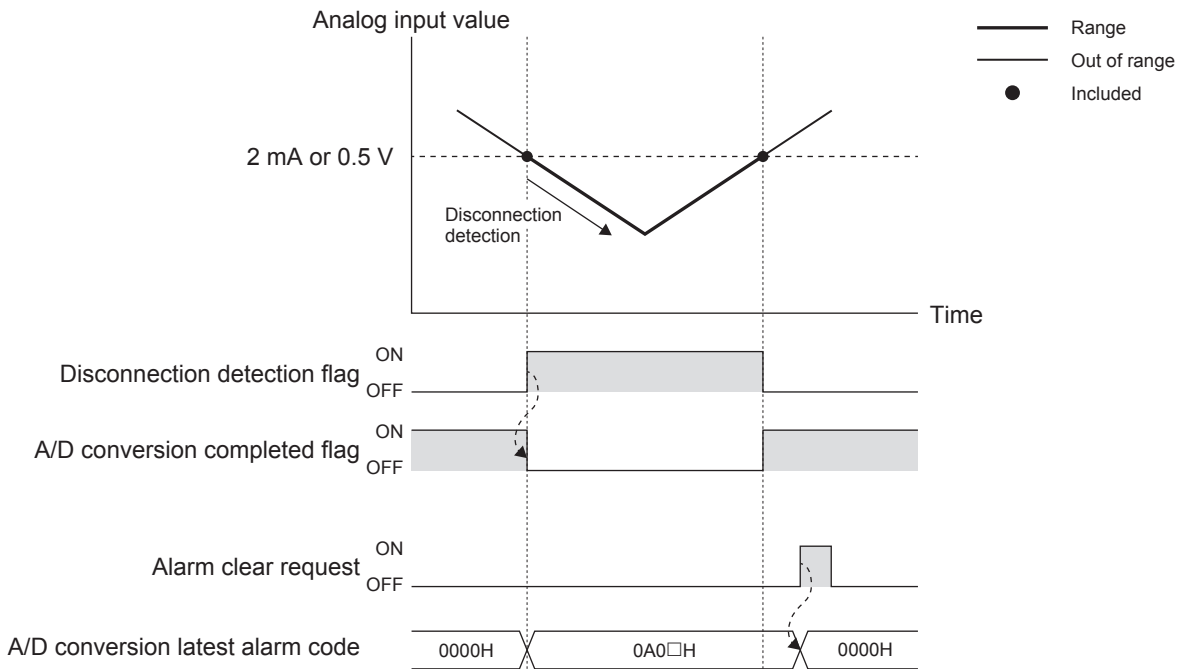 Analog input value
Range
Out of range
Included
2 mA or 0.5 V
Disconnection
detection
Time
Disconnection detection flag
ON
OFF
A/D conversion completed flag
ON
OFF
Alarm clear request
ON
OFF
A/D conversion latest alarm code
0000H
0A0□H
0000H